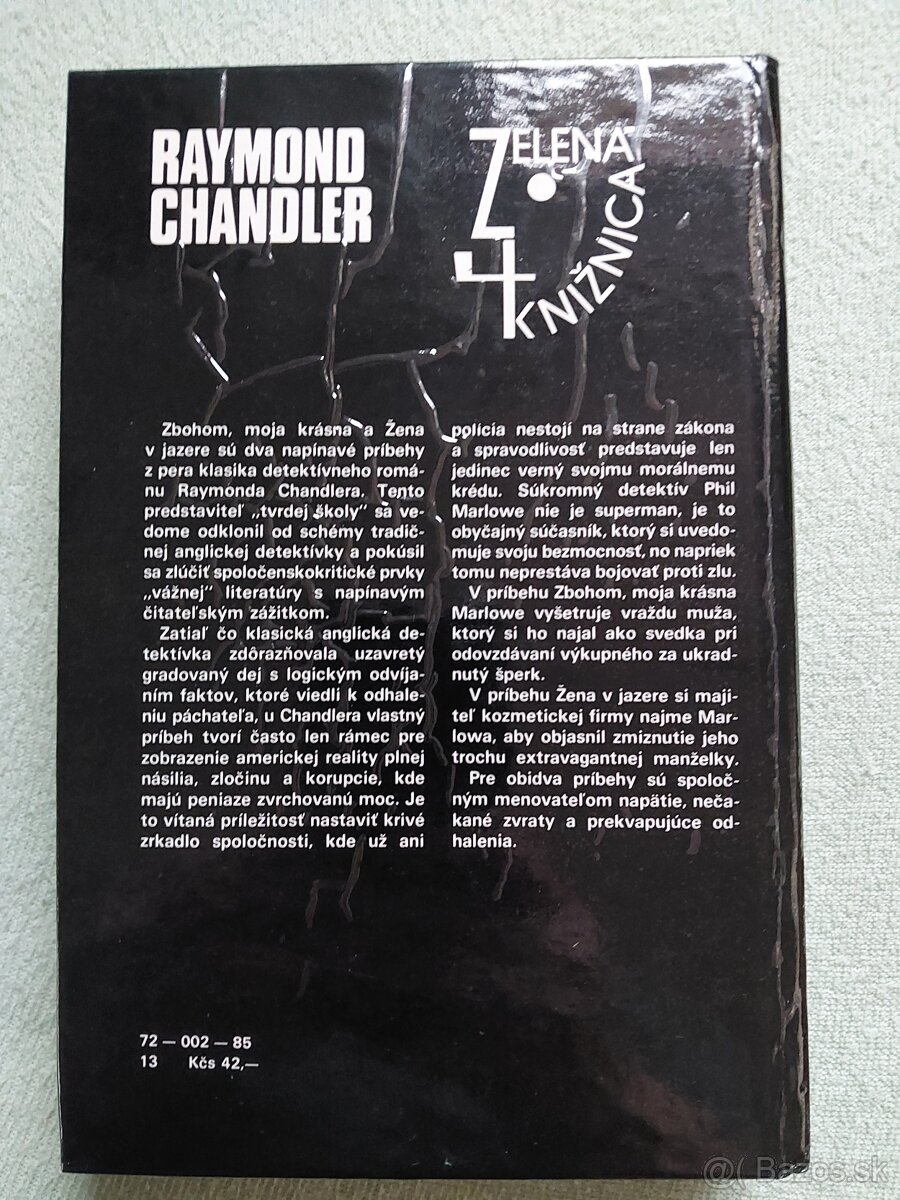 RAYMOND
CHANDLER
ZELENÁ
KNIŽNICA
Zbohom, moja krásna a Žena
v jazere sú dva napínavé príbehy
z pera klasika detektívneho romá-
nu Raymonda Chandlera. Tento
predstaviteľ „tvrdej školy" sa ve-
dome odklonil od schémy tradič-
nej anglickej detektívky a pokúsil
sa zlúčiť spoločenskokritické prvky
„vážnej" literatúry s napínavým
čitateľským zážitkom.
Zatiaľ čo klasická anglická de-
tektívka zdôrazňovala uzavretý
gradovaný dej s logickým odvíja-
ním faktov, ktoré viedli k odhale-
niu páchateľa, u Chandlera vlastný
príbeh tvorí často len rámec pre
zobrazenie americkej reality plnej
násilia, zločinu a korupcie, kde
majú peniaze zvrchovanú moc. Je
to vítaná príležitosť nastaviť krivé
zrkadlo spoločnosti, kde už ani
polícia nestojí na strane zákona
a spravodlivosť predstavuje len
jedinec verný svojmu morálnemu
krédu. Súkromný detektív Phil
Marlowe nie je superman, je to
obyčajný súčasník, ktorý si uvedo-
muje svoju bezmocnosť, no napriek
tomu neprestáva bojovať proti zlu.
V príbehu Zbohom, moja krásna
Marlowe vyšetruje vraždu muža,
ktorý si ho najal ako svedka pri
odovzdávaní výkupného za ukrad-
nutý šperk.
V príbehu Žena v jazere si maji-
teľ kozmetickej firmy najme Mar-
lowa, aby objasnil zmiznutie jeho
trochu extravagantnej manželky.
Pre obidva príbehy sú spoloč-
ným menovateľom napätie, neča-
kané zvraty a prekvapujúce od-
halenia.
72 — 002 — 85
13 Kčs 42,—
@( Bazos.sk